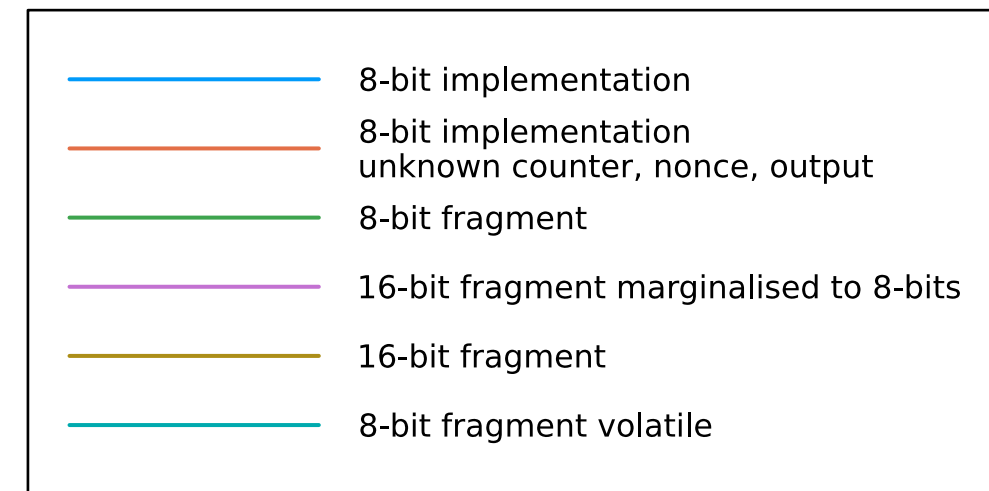 8-bit implementation
8-bit implementation
unknown counter, nonce, output
8-bit fragment
16-bit fragment marginalised to 8-bits
16-bit fragment
8-bit fragment volatile